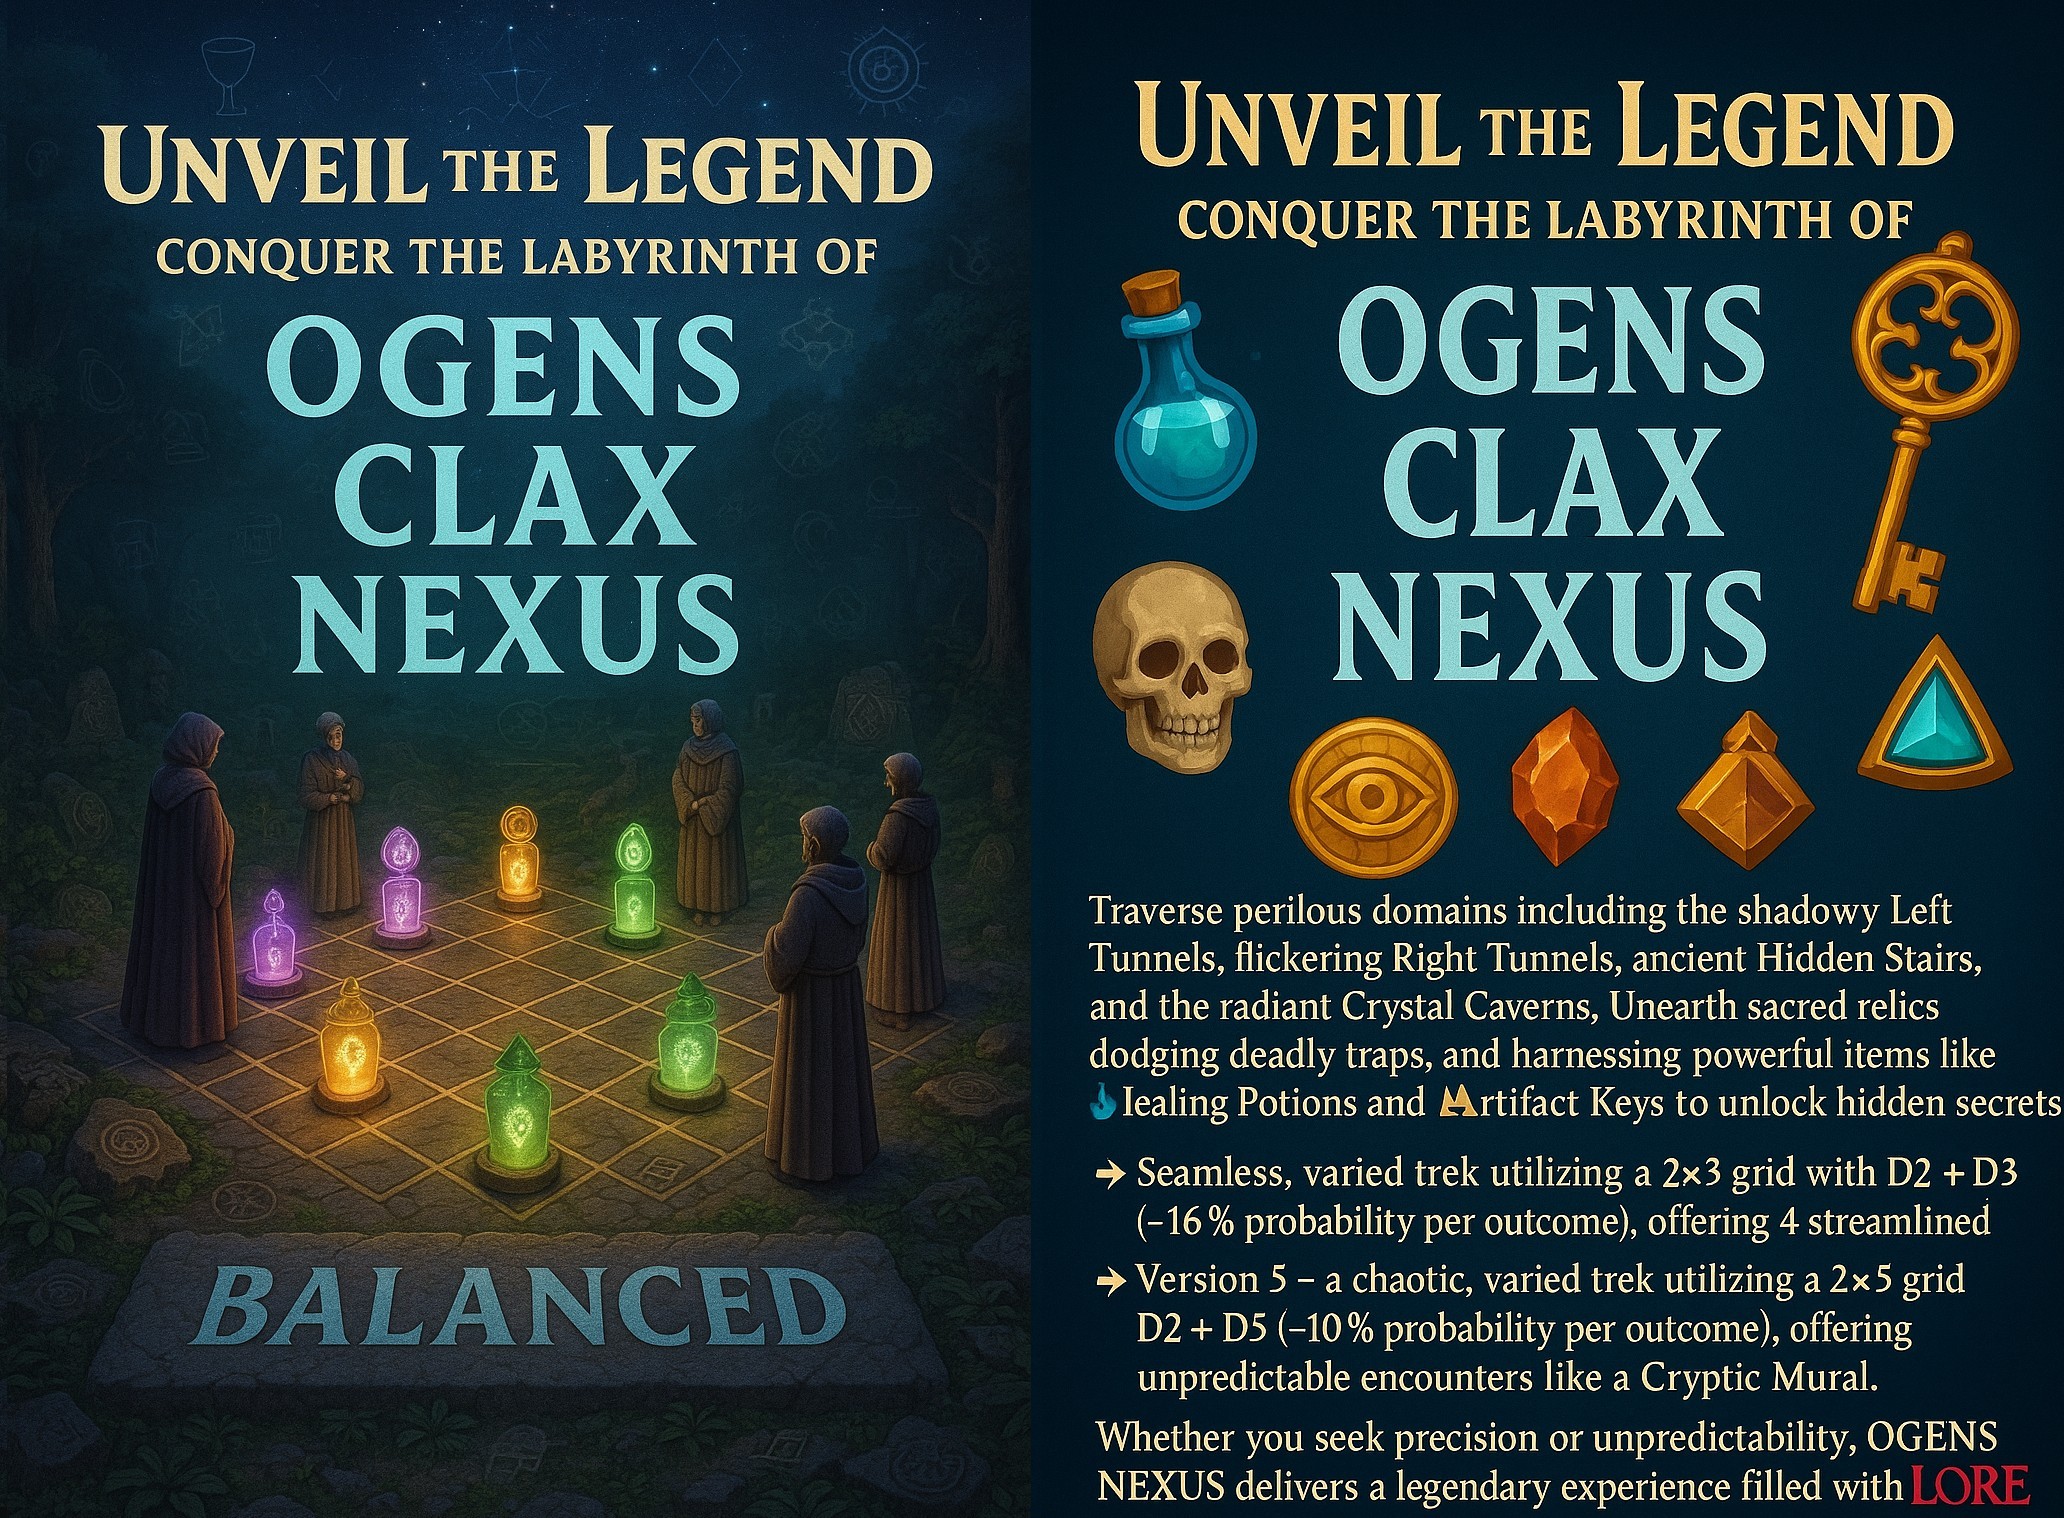 UNVEIL THE LEGEND
CONQUER THE LABYRINTH OF
OGENS
CLAX
NEXUS
BALANCED
UNVEIL THE LEGEND
CONQUER THE LABYRINTH OF
OGENS
CLAX
NEXUS
Traverse perilous domains including the shadowy Left
Tunnels, flickering Right Tunnels, ancient Hidden Stairs,
and the radiant Crystal Caverns, Unearth sacred relics
dodging deadly traps, and harnessing powerful items like
Iealing Potions and Artifact Keys to unlock hidden secrets
→ Seamless, varied trek utilizing a 2×3 grid with D2 + D3
(–16 % probability per outcome), offering 4 streamlined
→ Version 5 – a chaotic, varied trek utilizing a 2×5 grid
D2 + D5 (–10 % probability per outcome), offering
unpredictable encounters like a Cryptic Mural.
Whether you seek precision or unpredictability, OGENS
NEXUS delivers a legendary experience filled with LORE